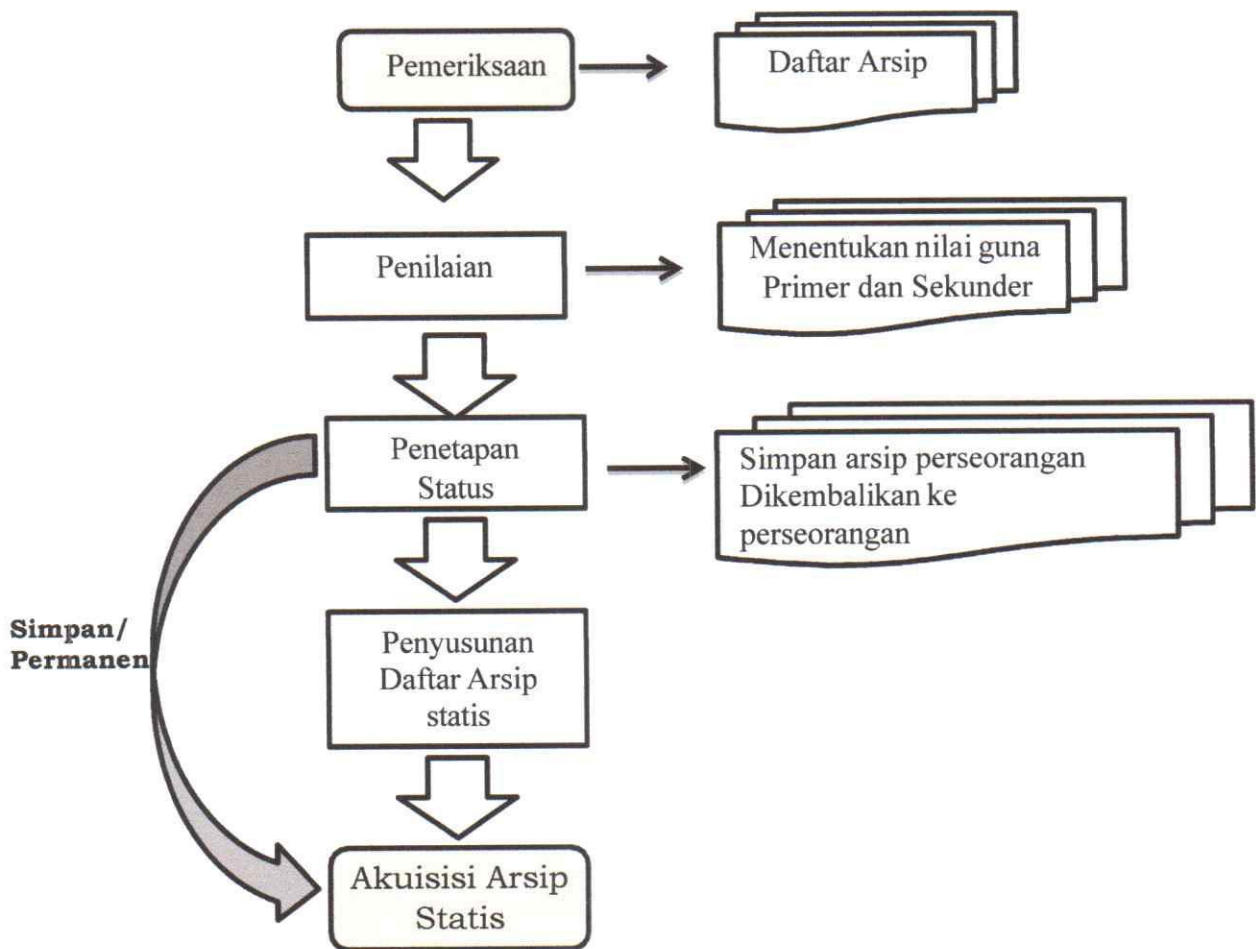 Pemeriksaan
Daftar Arsip
Penilaian
Menentukan nilai guna
Primer dan Sekunder
Penetapan
Status
Simpan arsip perseorangan
Dikembalikan ke
perseorangan
Simpan/
Permanen
Penyusunan
Daftar Arsip
statis
Akuisisi Arsip
Statis